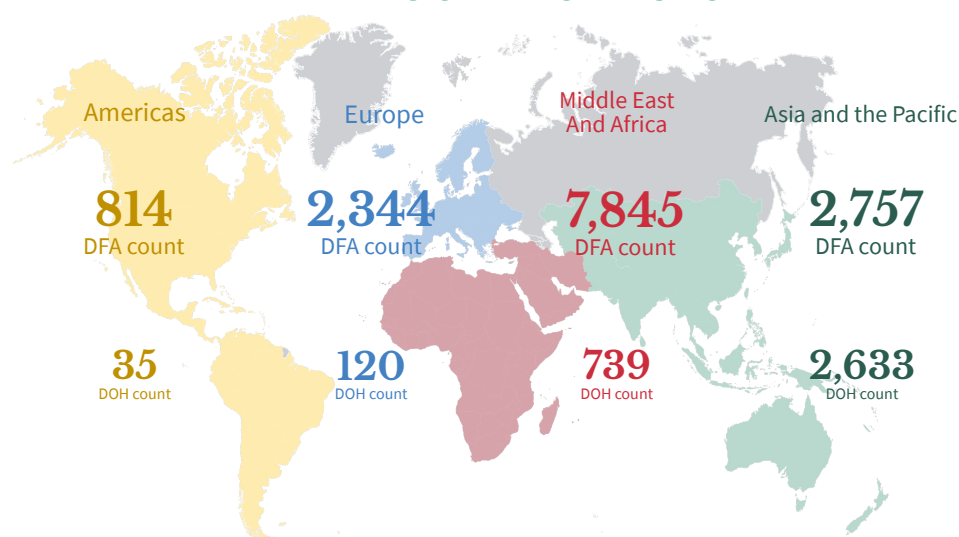 Americas
814
DFA count
35
DOH count
Europe
2,344
DFA count
120
DOH count
Middle East
And Africa
7,845
DFA count
739
DOH count
Asia and the Pacific
2,757
DFA count
2,633
DOH count